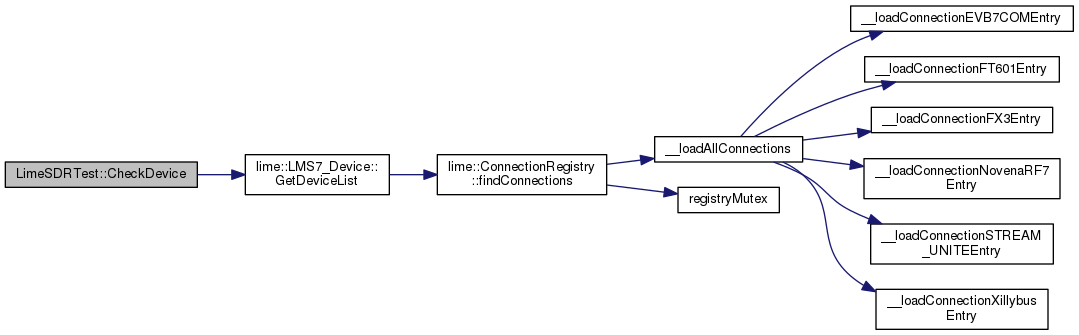 LimeSDRTest::CheckDevice
lime::LMS7_Device::
GetDeviceList
lime::ConnectionRegistry
::findConnections
__loadAllConnections
registryMutex
__loadConnectionEVB7COMEntry
__loadConnectionFT601Entry
__loadConnectionFX3Entry
__loadConnectionNovenaRF7
Entry
__loadConnectionSTREAM
_UNITEEntry
__loadConnectionXillybus
Entry